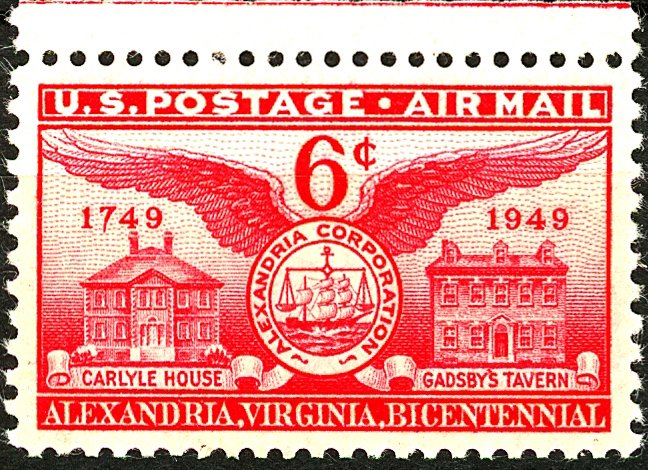 U.S. POSTAGE • AIR MAIL
6¢
1749
1949
ALEXANDRIA CORPORATION
CARLYLE HOUSE
GADSBY'S TAVERN
ALEXANDRIA, VIRGINIA, BICENTENNIAL